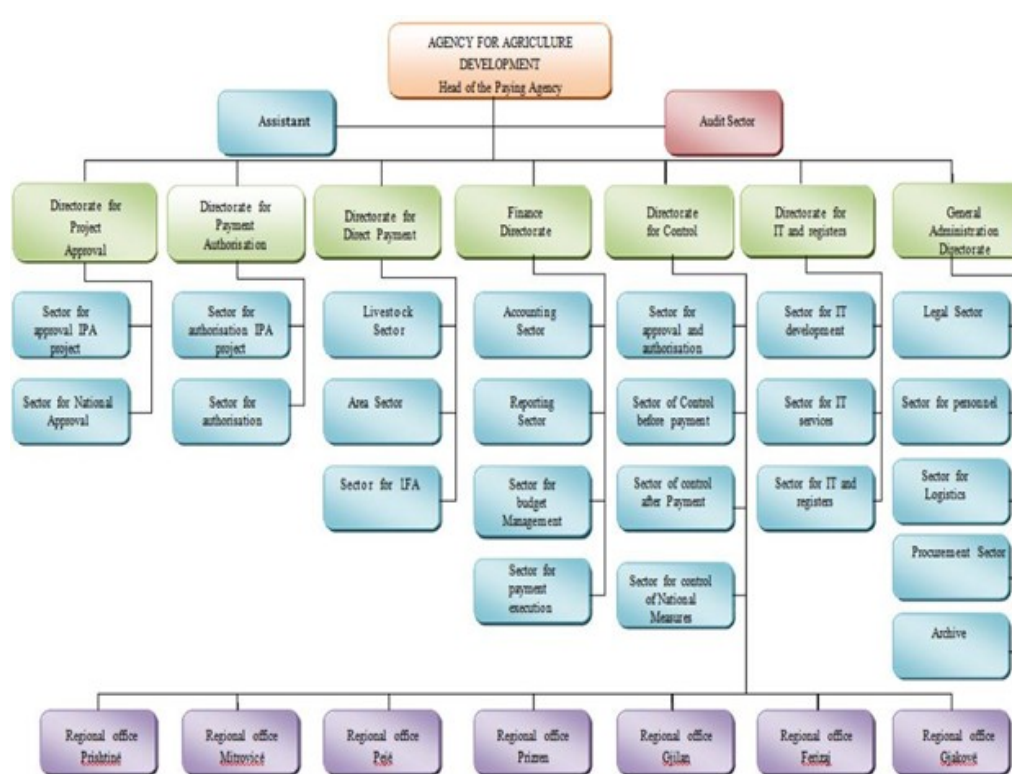 AGENCY FOR AGRICULURE
DEVELOPMENT
Head of the Paying Agency
Assistant
Audit Sector
Directorate for
Project
Approval
Directorate for
Payment
Authorisation
Directorate for
Direct Payment
Finance
Directorate
Directorate
for Control
Directorate for
IT and registers
General
Administration
Directorate
Sector for
approval IPA
project
Sector for
authorisation IPA
project
Livestock
Sector
Accounting
Sector
Sector for
approval and
authorisation
Sector for IT
development
Legal Sector
Sector for National
Approval
Sector for
authorisation
Area Sector
Reporting
Sector
Sector of Control
before payment
Sector for IT
services
Sector for personnel
Sector for LFA
Sector for
budget
Management
Sector of control
after Payment
Sector for IT and
registers
Sector for
Logistics
Procurement Sector
Sector for
payment
execution
Sector for control
of National
Measures
Archive
Regional office
Prishtinë
Regional office
Mitrovicë
Regional office
Pejë
Regional office
Prizren
Regional office
Gjilan
Regional office
Ferizaj
Regional office
Gjakovë